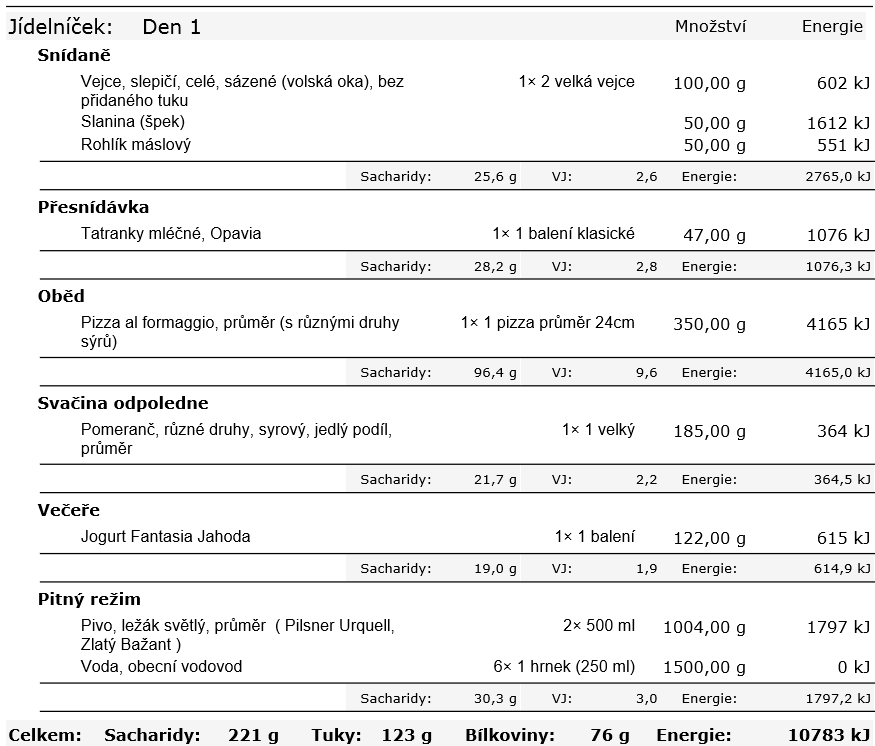 Jídelníček: Den 1 Množství Energie
Snídaně
Vejce, slepičí, celé, sázené (volská oka), bez 1× 2 velká vejce 100,00 g 602 kJ
přidaného tuku
Slanina (špek) 50,00 g 1612 kJ
Rohlík máslový 50,00 g 551 kJ
Sacharidy: 25,6 g VJ: 2,6 Energie: 2765,0 kJ
Přesnídávka
Tatranky mléčné, Opavia 1× 1 balení klasické 47,00 g 1076 kJ
Sacharidy: 28,2 g VJ: 2,8 Energie: 1076,3 kJ
Oběd
Pizza al formaggio, průměr (s různými druhy 1× 1 pizza průměr 24cm 350,00 g 4165 kJ
sýrů)
Sacharidy: 96,4 g VJ: 9,6 Energie: 4165,0 kJ
Svačina odpoledne
Pomeranč, různé druhy, syrový, jedlý podíl, 1× 1 velký 185,00 g 364 kJ
průměr
Sacharidy: 21,7 g VJ: 2,2 Energie: 364,5 kJ
Večeře
Jogurt Fantasia Jahoda 1× 1 balení 122,00 g 615 kJ
Sacharidy: 19,0 g VJ: 1,9 Energie: 614,9 kJ
Pitný režim
Pivo, ležák světlý, průměr ( Pilsner Urquell, 2× 500 ml 1004,00 g 1797 kJ
Zlatý Bažant )
Voda, obecní vodovod 6× 1 hrnek (250 ml) 1500,00 g 0 kJ
Sacharidy: 30,3 g VJ: 3,0 Energie: 1797,2 kJ
Celkem: Sacharidy: 221 g Tuky: 123 g Bílkoviny: 76 g Energie: 10783 kJ